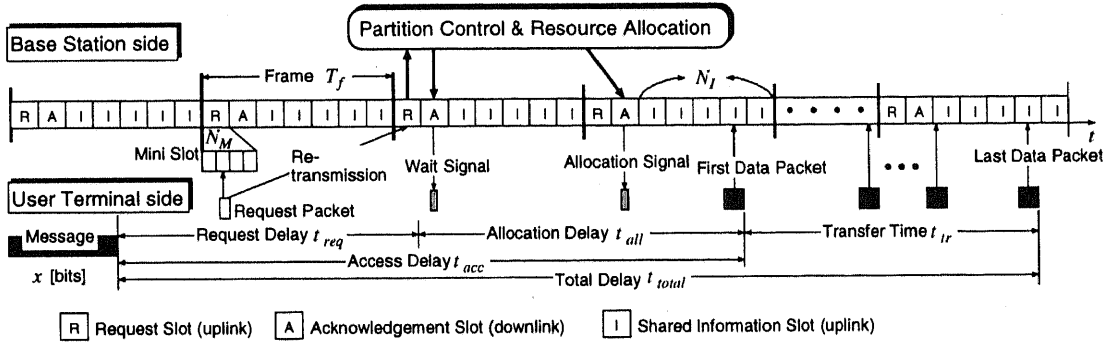 Partition Control & Resource Allocation
Base Station side
Frame T_f
N_I
R A I I I I I R A I I I I I R A I I I I I R A I I I I I • • • • R A I I I I I
t
N_M
Mini Slot
Re-
transmission
Wait Signal
Allocation Signal
First Data Packet
Last Data Packet
• • •
User Terminal side
Request Packet
Message
Request Delay t_req
Allocation Delay t_all
Transfer Time t_tr
Access Delay t_acc
x [bits]
Total Delay t_total
R Request Slot (uplink)
A Acknowledgement Slot (downlink)
I Shared Information Slot (uplink)